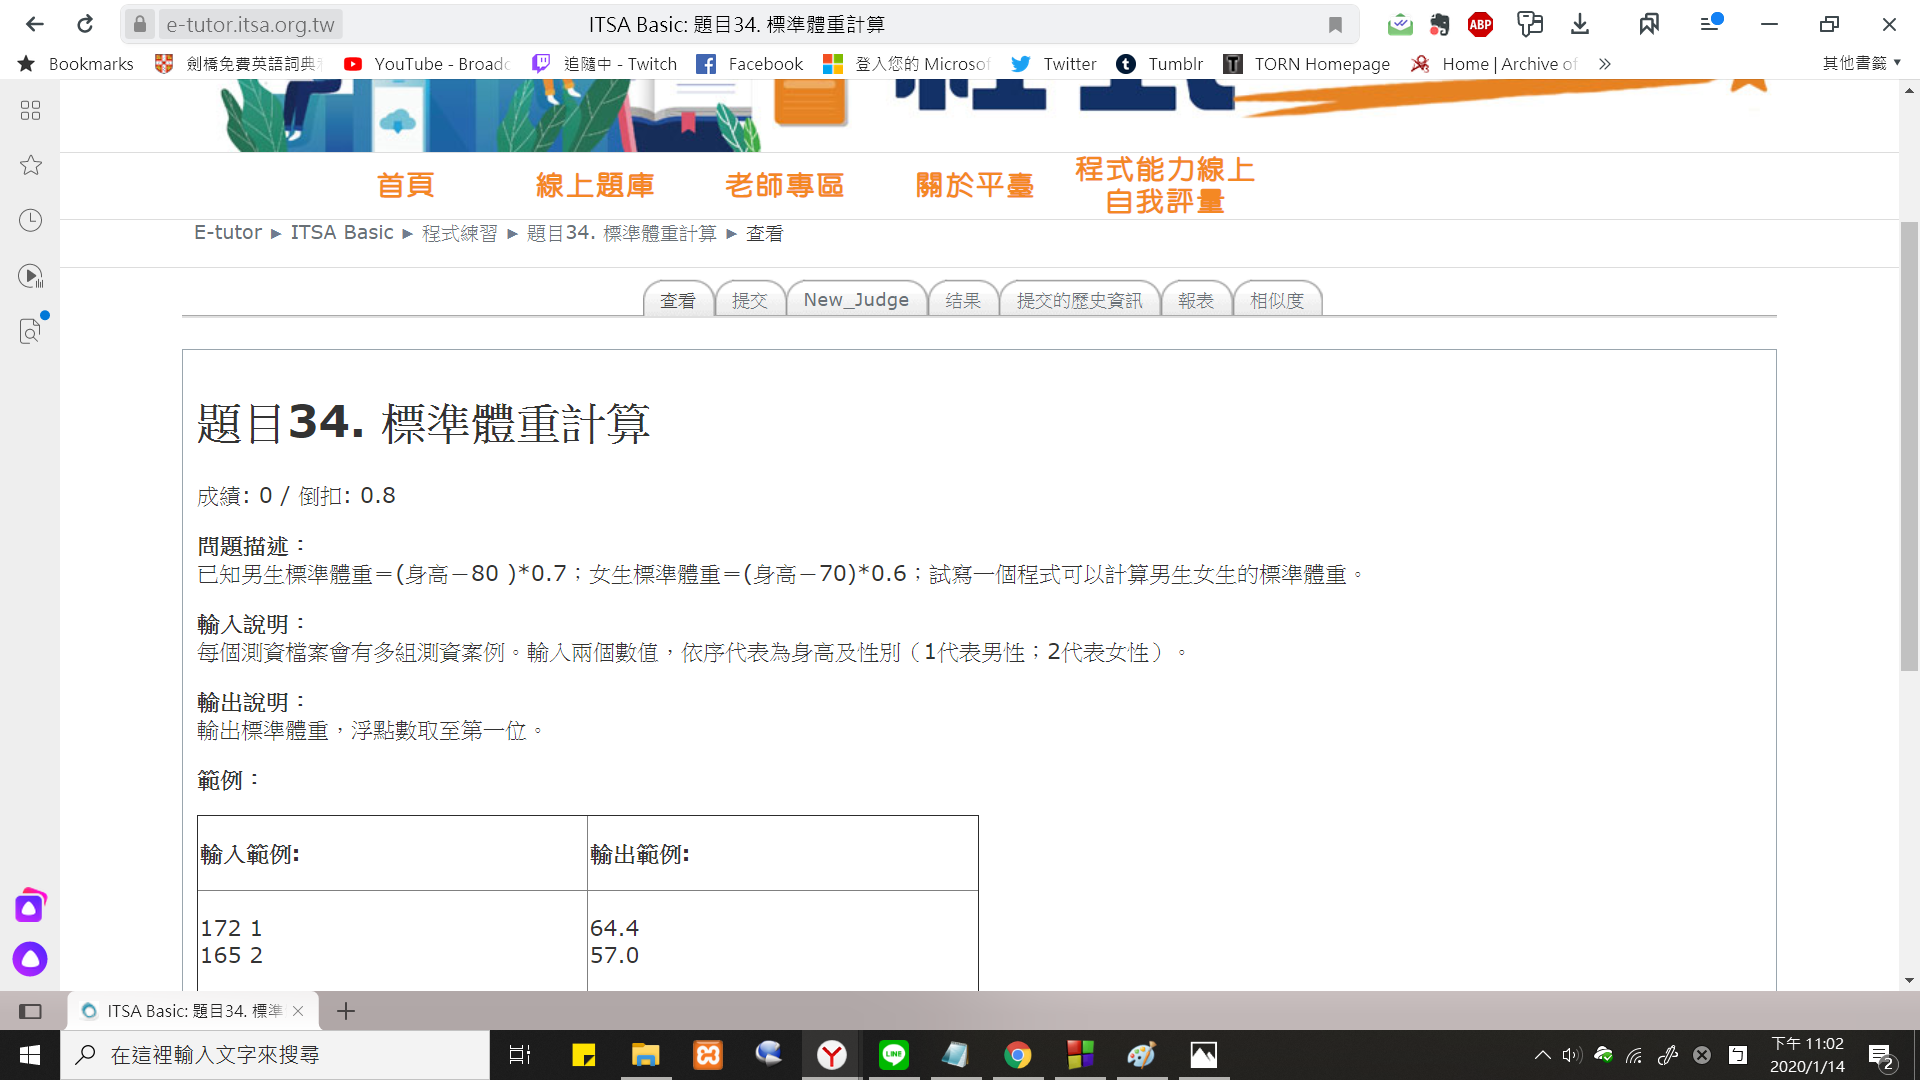 e-tutor.itsa.org.tw
ITSA Basic: 題目34. 標準體重計算
ABP
Bookmarks
劍橋免費英語詞典
YouTube - Broadc
追隨中 - Twitch
Facebook
登入您的 Microsof
Twitter
Tumblr
TORN Homepage
Home | Archive of
其他書籤
首頁
線上題庫
老師專區
關於平臺
程式能力線上
自我評量
E-tutor ► ITSA Basic ► 程式練習 ► 題目34. 標準體重計算 ► 查看
查看
提交
New_Judge
结果
提交的歷史資訊
報表
相似度
題目34. 標準體重計算
成績: 0 / 倒扣: 0.8
問題描述：
已知男生標準體重＝(身高－80 )*0.7；女生標準體重＝(身高－70)*0.6；試寫一個程式可以計算男生女生的標準體重。
輸入說明：
每個測資檔案會有多組測資案例。輸入兩個數值，依序代表為身高及性別（1代表男性；2代表女性）。
輸出說明：
輸出標準體重，浮點數取至第一位。
範例：
輸入範例:
輸出範例:
172 1
165 2
64.4
57.0
ITSA Basic: 題目34. 標準
在這裡輸入文字來搜尋
LINE
下午 11:02
2020/1/14
2